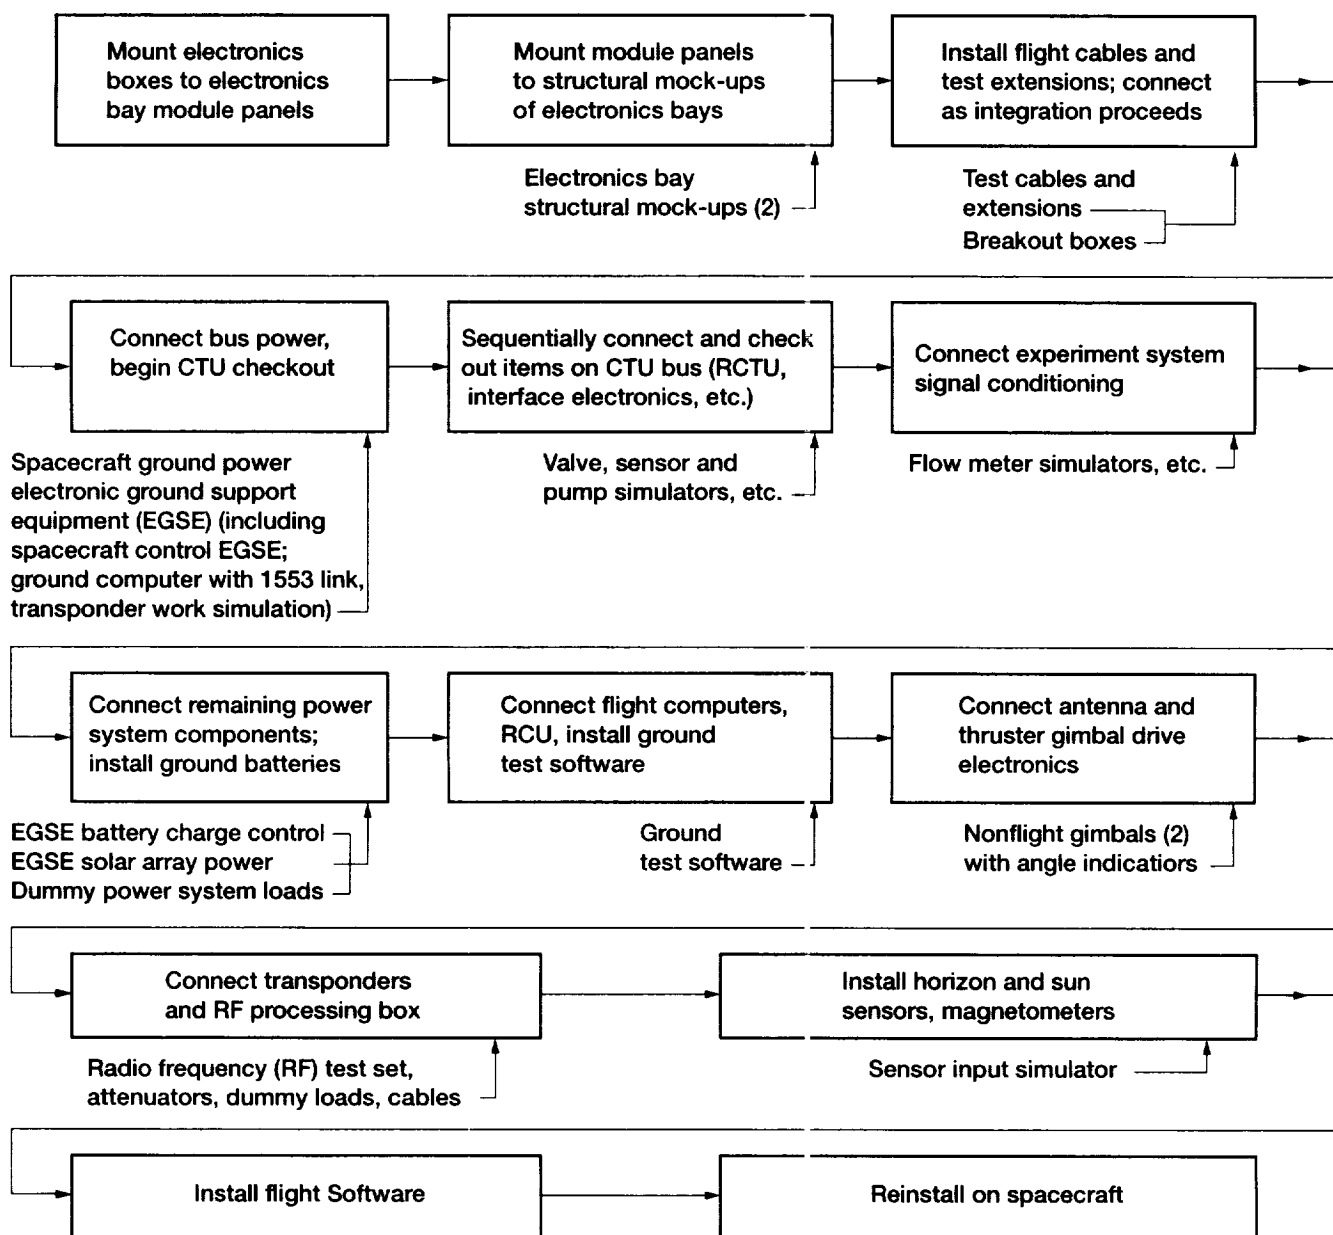 Mount electronics
boxes to electronics
bay module panels
Mount module panels
to structural mock-ups
of electronics bays
Install flight cables and
test extensions; connect
as integration proceeds
Electronics bay
structural mock-ups (2)
Test cables and
extensions
Breakout boxes
Connect bus power,
begin CTU checkout
Sequentially connect and check
out items on CTU bus (RCTU,
interface electronics, etc.)
Connect experiment system
signal conditioning
Spacecraft ground power
electronic ground support
equipment (EGSE) (including
spacecraft control EGSE;
ground computer with 1553 link,
transponder work simulation)
Valve, sensor and
pump simulators, etc.
Flow meter simulators, etc.
Connect remaining power
system components;
install ground batteries
Connect flight computers,
RCU, install ground
test software
Connect antenna and
thruster gimbal drive
electronics
EGSE battery charge control
EGSE solar array power
Dummy power system loads
Ground
test software
Nonflight gimbals (2)
with angle indicatiors
Connect transponders
and RF processing box
Install horizon and sun
sensors, magnetometers
Radio frequency (RF) test set,
attenuators, dummy loads, cables
Sensor input simulator
Install flight Software
Reinstall on spacecraft